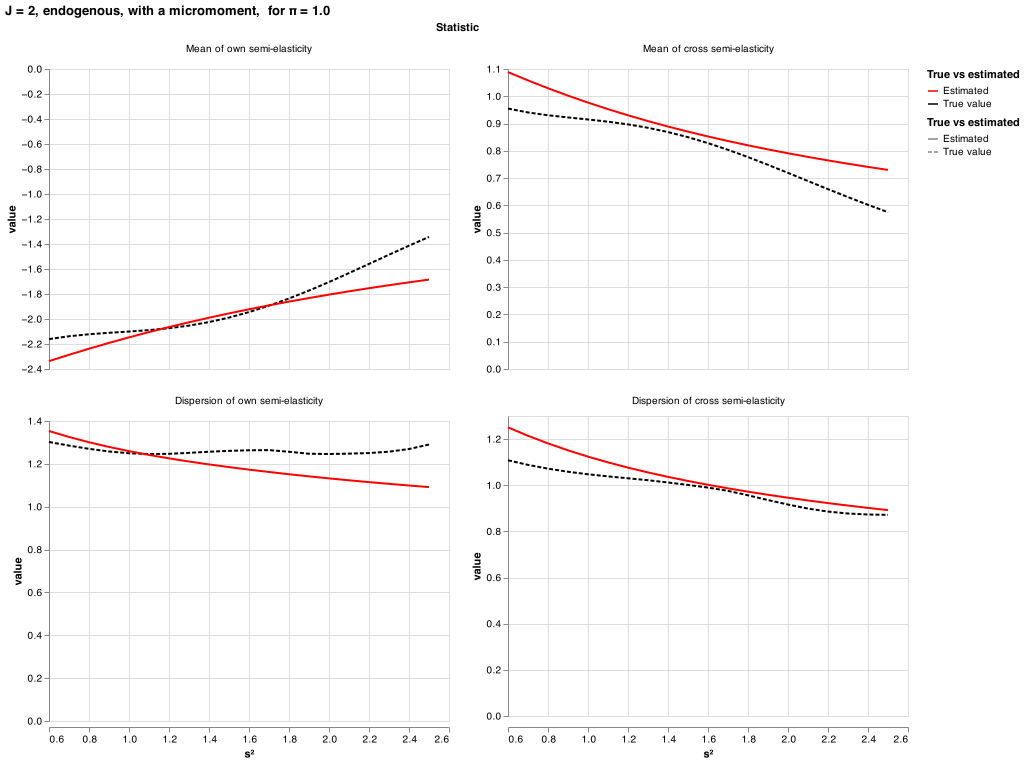 J = 2, endogenous, with a micromoment, for π = 1.0
Statistic
Mean of own semi-elasticity
Mean of cross semi-elasticity
0.0
−0.2
−0.4
−0.6
−0.8
−1.0
−1.2
−1.4
−1.6
−1.8
−2.0
−2.2
−2.4
value
1.1
1.0
0.9
0.8
0.7
0.6
0.5
0.4
0.3
0.2
0.1
0.0
value
True vs estimated
Estimated
True value
True vs estimated
Estimated
True value
Dispersion of own semi-elasticity
Dispersion of cross semi-elasticity
1.4
1.2
1.0
0.8
0.6
0.4
0.2
0.0
value
0.6 0.8 1.0 1.2 1.4 1.6 1.8 2.0 2.2 2.4 2.6
s²
1.2
1.0
0.8
0.6
0.4
0.2
0.0
value
0.6 0.8 1.0 1.2 1.4 1.6 1.8 2.0 2.2 2.4 2.6
s²